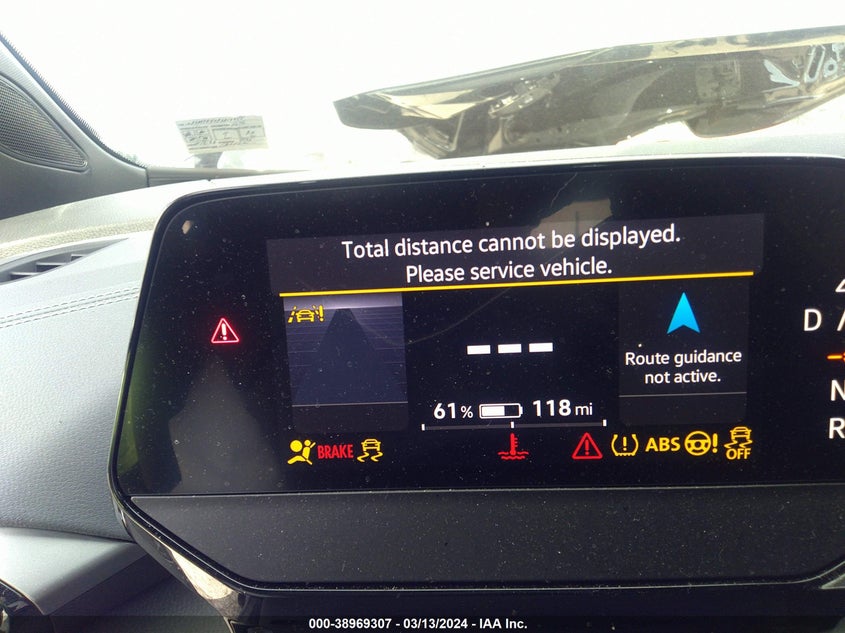 Total distance cannot be displayed.
Please service vehicle.
Route guidance
not active.
61% 118 mi
D
N
R
BRAKE
ABS
OFF
000-38969307 / 03/13/2024 - IAA Inc.